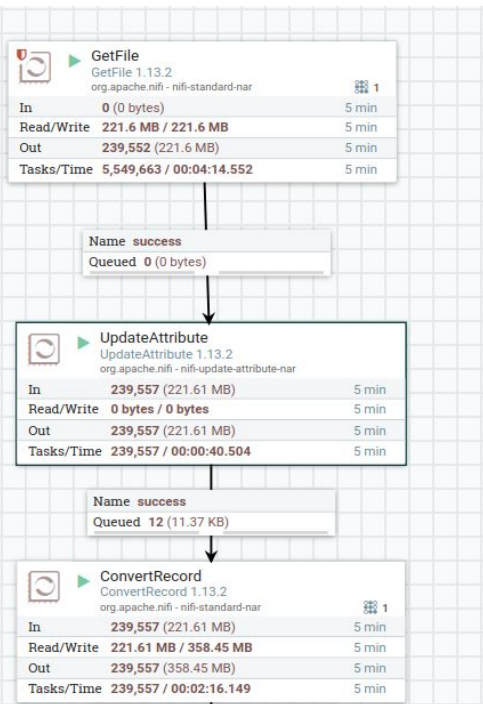 GetFile
GetFile 1.13.2
org.apache.nifi - nifi-standard-nar
1
In 0 (0 bytes) 5 min
Read/Write 221.6 MB / 221.6 MB 5 min
Out 239,552 (221.6 MB) 5 min
Tasks/Time 5,549,663 / 00:04:14.552 5 min
Name success
Queued 0 (0 bytes)
UpdateAttribute
UpdateAttribute 1.13.2
org.apache.nifi - nifi-update-attribute-nar
In 239,557 (221.61 MB) 5 min
Read/Write 0 bytes / 0 bytes 5 min
Out 239,557 (221.61 MB) 5 min
Tasks/Time 239,557 / 00:00:40.504 5 min
Name success
Queued 12 (11.37 KB)
ConvertRecord
ConvertRecord 1.13.2
org.apache.nifi - nifi-standard-nar
1
In 239,557 (221.61 MB) 5 min
Read/Write 221.61 MB / 358.45 MB 5 min
Out 239,557 (358.45 MB) 5 min
Tasks/Time 239,557 / 00:02:16.149 5 min